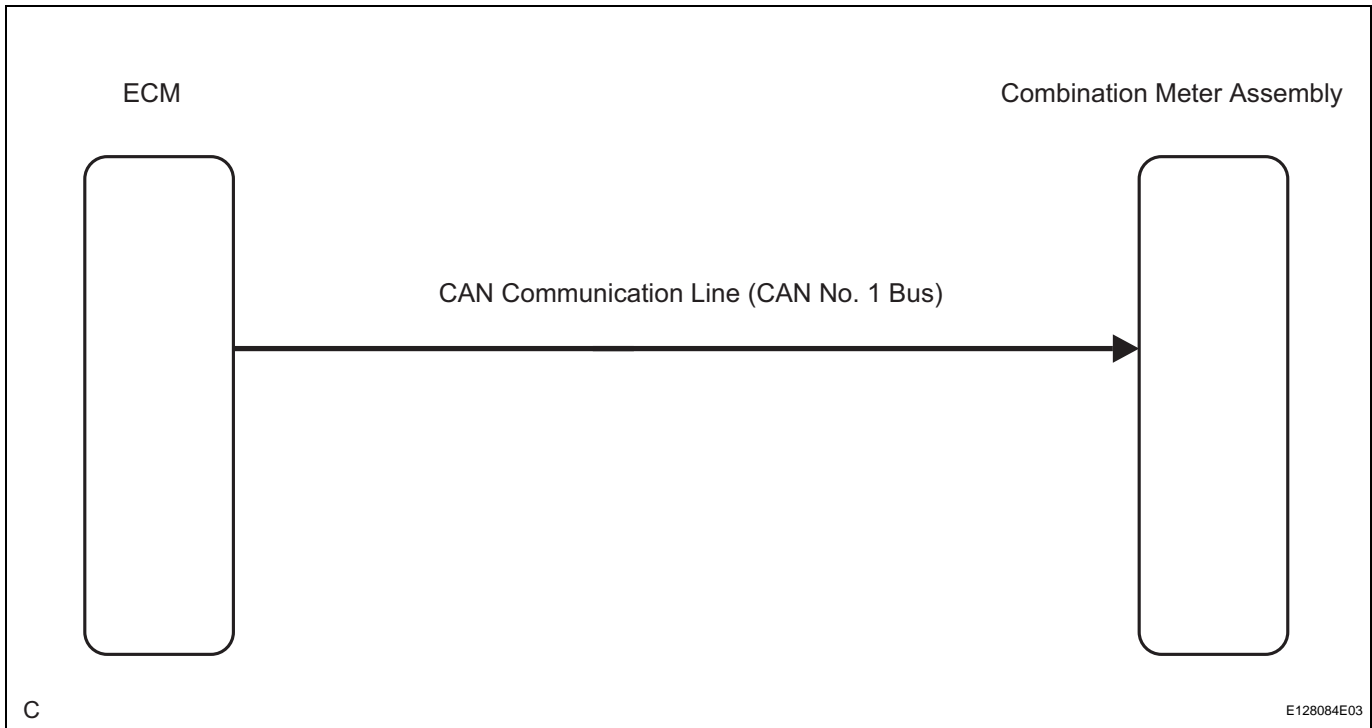 ECM
Combination Meter Assembly
CAN Communication Line (CAN No. 1 Bus)
C
E128084E03